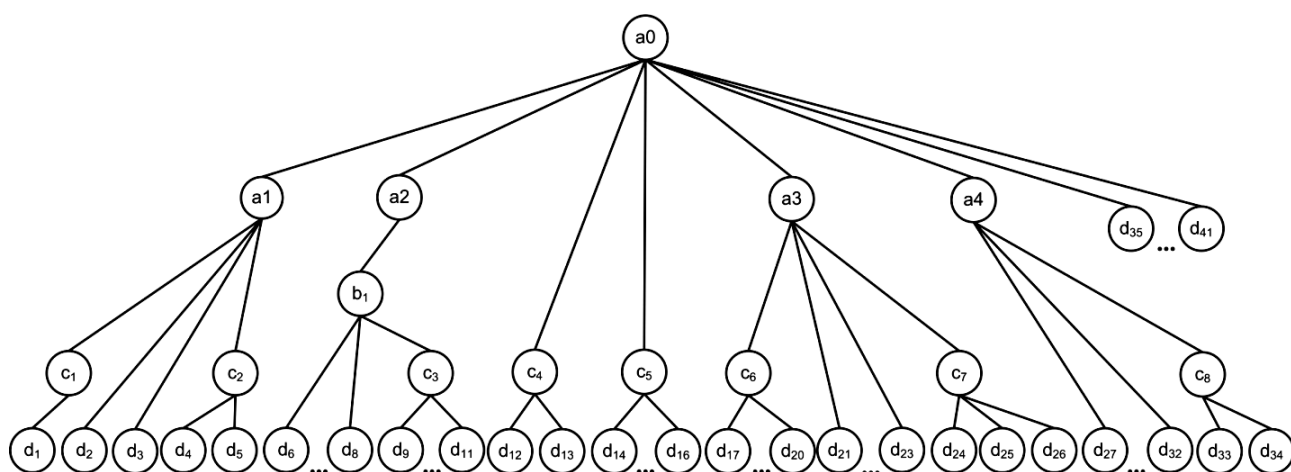 a0
a1 a2 a3 a4
d₃₅ ... d₄₁
b₁
c₁ c₂ c₃ c₄ c₅ c₆ c₇ c₈
d₁ d₂ d₃ d₄ d₅ d₆ ... d₈ d₉ ... d₁₁ d₁₂ d₁₃ d₁₄ ... d₁₆ d₁₇ ... d₂₀ d₂₁ ... d₂₃ d₂₄ d₂₅ d₂₆ d₂₇ ... d₃₂ d₃₃ d₃₄